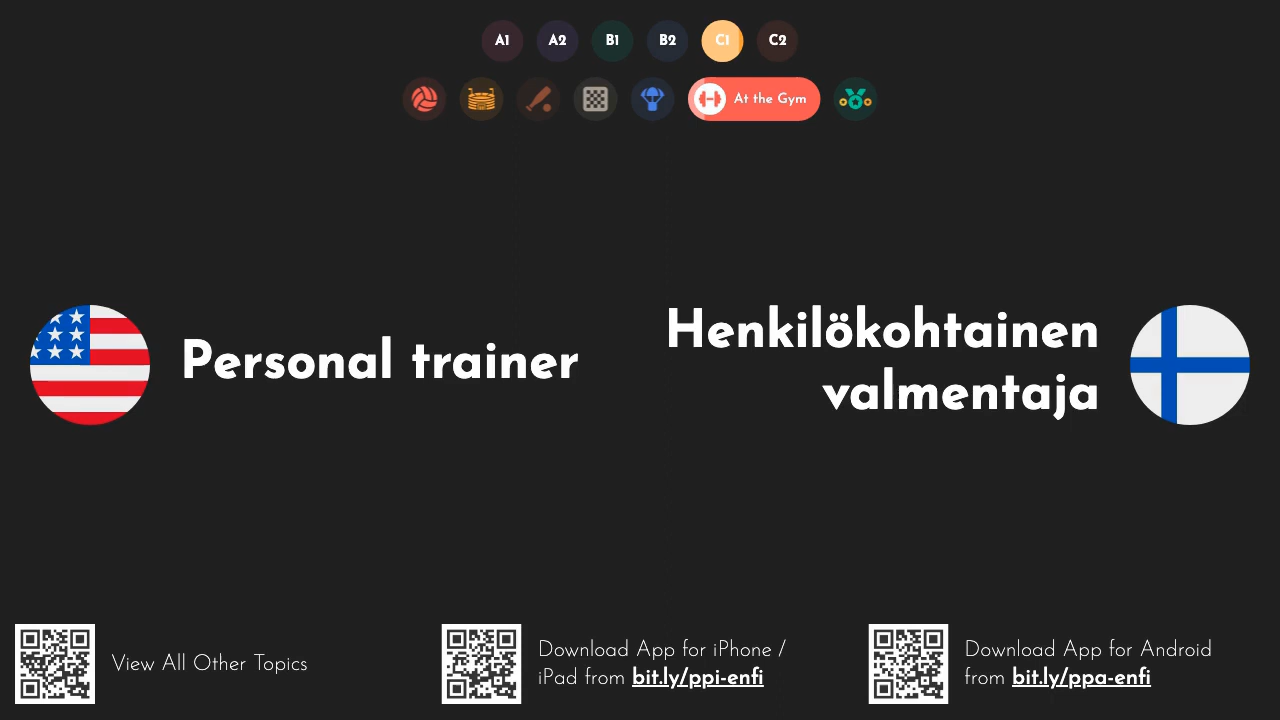 A1 A2 B1 B2 C1 C2
At the Gym
Personal trainer
Henkilökohtainen
valmentaja
View All Other Topics
Download App for iPhone /
iPad from bit.ly/ppi-enfi
Download App for Android
from bit.ly/ppa-enfi